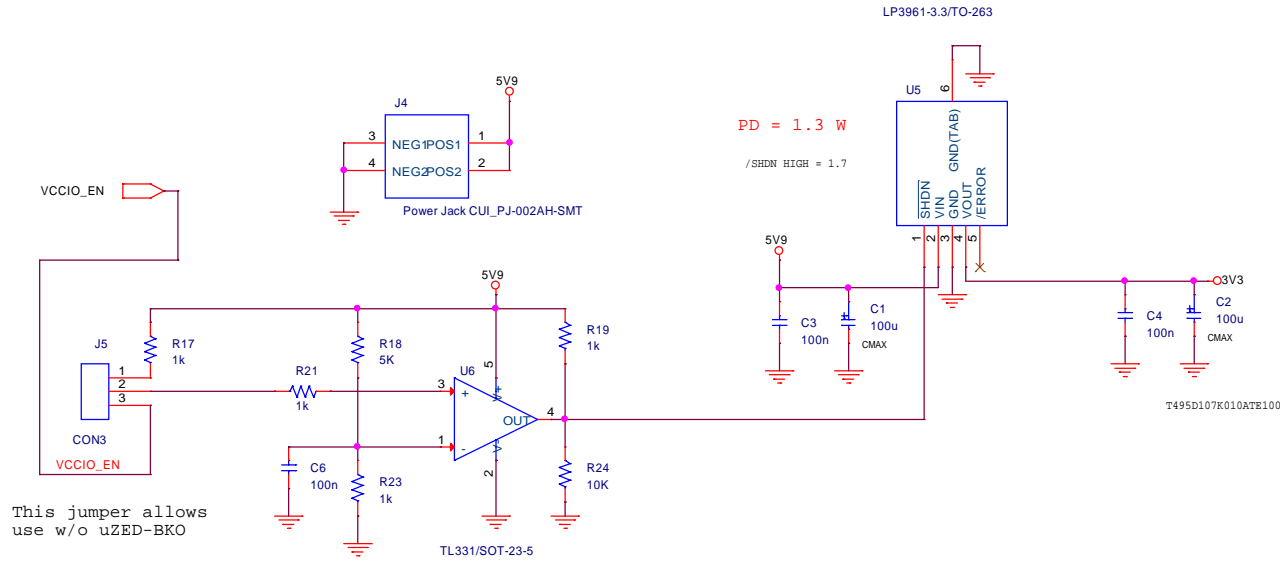 LP3961-3.3/TO-263
5V9
J4
3 NEG1 POS1 1
4 NEG2 POS2 2
Power Jack CUI_PJ-002AH-SMT
U5
6
GND(TAB)
PD = 1.3 W
/SHDN HIGH = 1.7
SHDN
VIN
GND
VOUT
/ERROR
1
2
3
4
5
VCCIO_EN
5V9
C3
100n
C1
100u
CMAX
3V3
C4
100n
C2
100u
CMAX
T495D107K010ATE100
5V9
R17
1k
R18
5K
R19
1k
J5
1
2
3
CON3
VCCIO_EN
R21
1k
U6
5
V+
3 +
OUT 4
1 -
V-
2
C6
100n
R23
1k
R24
10K
TL331/SOT-23-5
This jumper allows
use w/o uZED-BKO